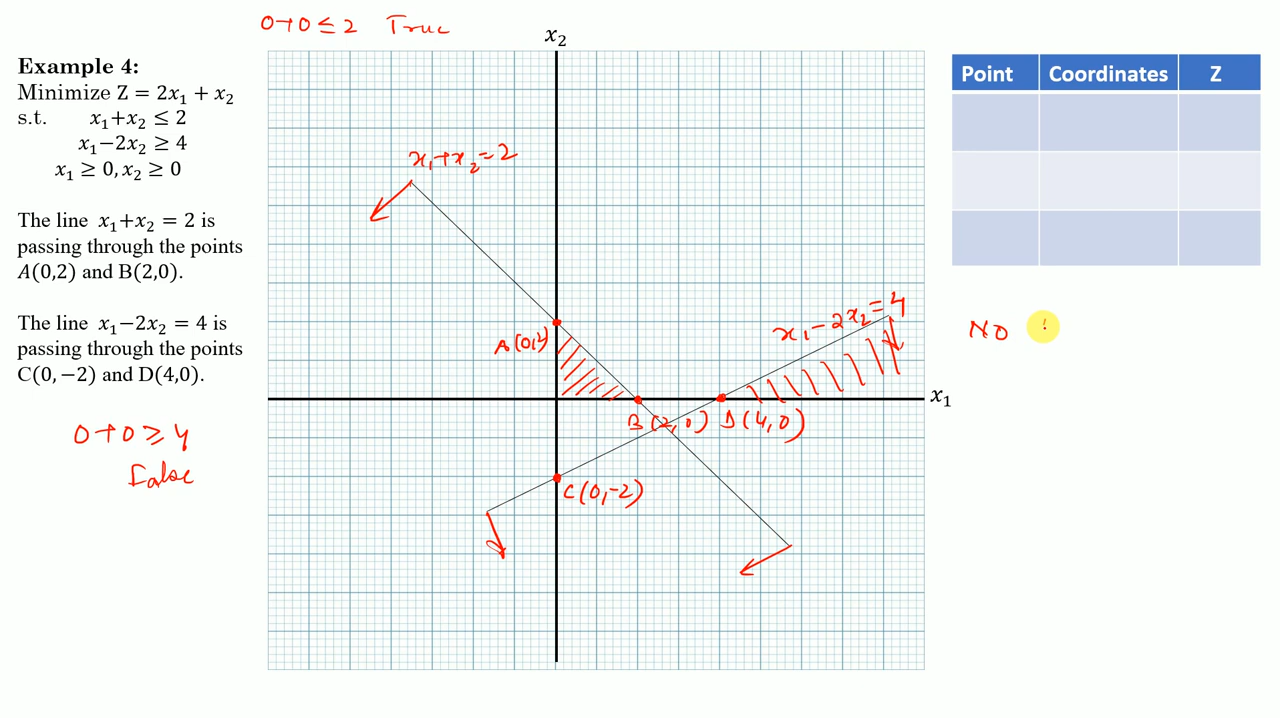 0+0≤2 True
Example 4:
Minimize Z = 2x₁ + x₂
s.t. x₁+x₂ ≤ 2
x₁−2x₂ ≥ 4
x₁ ≥ 0, x₂ ≥ 0
The line x₁+x₂ = 2 is
passing through the points
A(0,2) and B(2,0).
The line x₁−2x₂ = 4 is
passing through the points
C(0,−2) and D(4,0).
0+0≥4
False
x₂
x₁+x₂=2
x₁−2x₂=4
A(0,2)
B(2,0) D(4,0)
x₁
C(0,-2)
Point Coordinates Z
NO